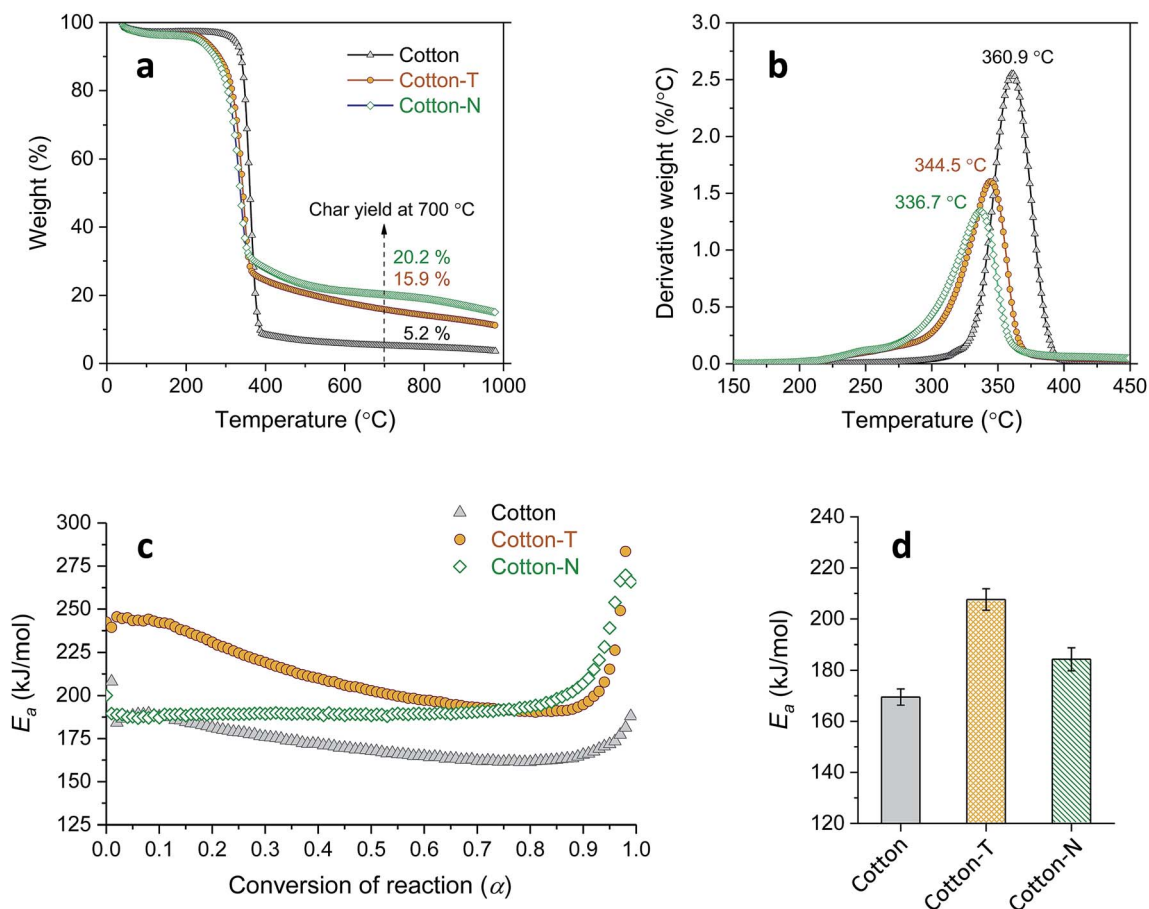 a
Cotton
Cotton-T
Cotton-N
Char yield at 700 °C
20.2 %
15.9 %
5.2 %
100
80
60
40
20
0
Weight (%)
0 200 400 600 800 1000
Temperature (°C)
b
360.9 °C
344.5 °C
336.7 °C
3.0
2.5
2.0
1.5
1.0
0.5
0.0
Derivative weight (%/°C)
150 200 250 300 350 400 450
Temperature (°C)
c
Cotton
Cotton-T
Cotton-N
300
275
250
225
200
175
150
125
Ea (kJ/mol)
0.0 0.1 0.2 0.3 0.4 0.5 0.6 0.7 0.8 0.9 1.0
Conversion of reaction (α)
d
240
220
200
180
160
140
120
Ea (kJ/mol)
Cotton
Cotton-T
Cotton-N